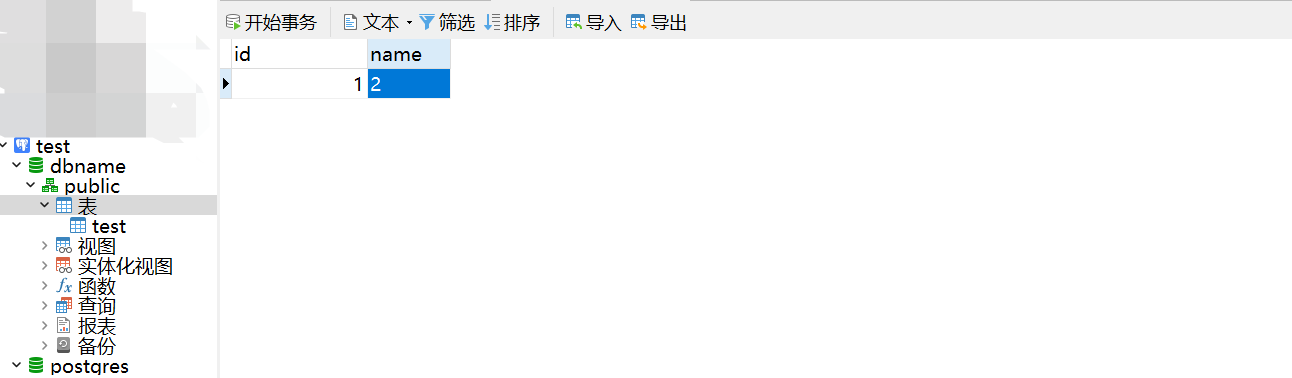 开始事务 文本 筛选 排序 导入 导出
id name
1 2
test
dbname
public
表
test
视图
实体化视图
函数
查询
报表
备份
postgres